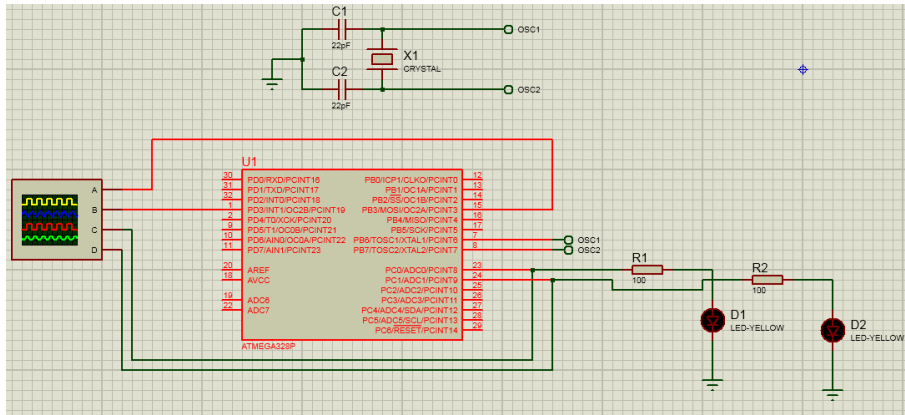 C1
22pF
OSC1
X1
CRYSTAL
C2
22pF
OSC2
U1
A
B
C
D
30 PD0/RXD/PCINT16 PB0/ICP1/CLKO/PCINT0 12
31 PD1/TXD/PCINT17 PB1/OC1A/PCINT1 13
32 PD2/INT0/PCINT18 PB2/SS/OC1B/PCINT2 14
1 PD3/INT1/OC2B/PCINT19 PB3/MOSI/OC2A/PCINT3 15
2 PD4/T0/XCK/PCINT20 PB4/MISO/PCINT4 16
9 PD5/T1/OC0B/PCINT21 PB5/SCK/PCINT5 17
10 PD6/AIN0/OC0A/PCINT22 PB6/TOSC1/XTAL1/PCINT6 7 OSC1
11 PD7/AIN1/PCINT23 PB7/TOSC2/XTAL2/PCINT7 8 OSC2
20 AREF PC0/ADC0/PCINT8 23
18 AVCC PC1/ADC1/PCINT9 24
PC2/ADC2/PCINT10 25
19 ADC6 PC3/ADC3/PCINT11 26
22 ADC7 PC4/ADC4/SDA/PCINT12 27
PC5/ADC5/SCL/PCINT13 28
PC6/RESET/PCINT14 29
ATMEGA328P
R1
100
R2
100
D1
LED-YELLOW
D2
LED-YELLOW